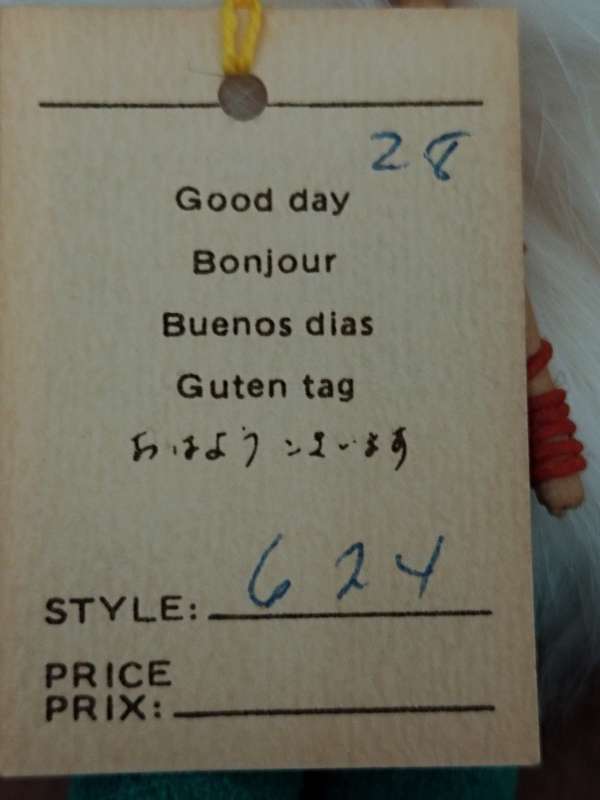 28
Good day
Bonjour
Buenos dias
Guten tag
おはようございます
STYLE: 624
PRICE
PRIX: